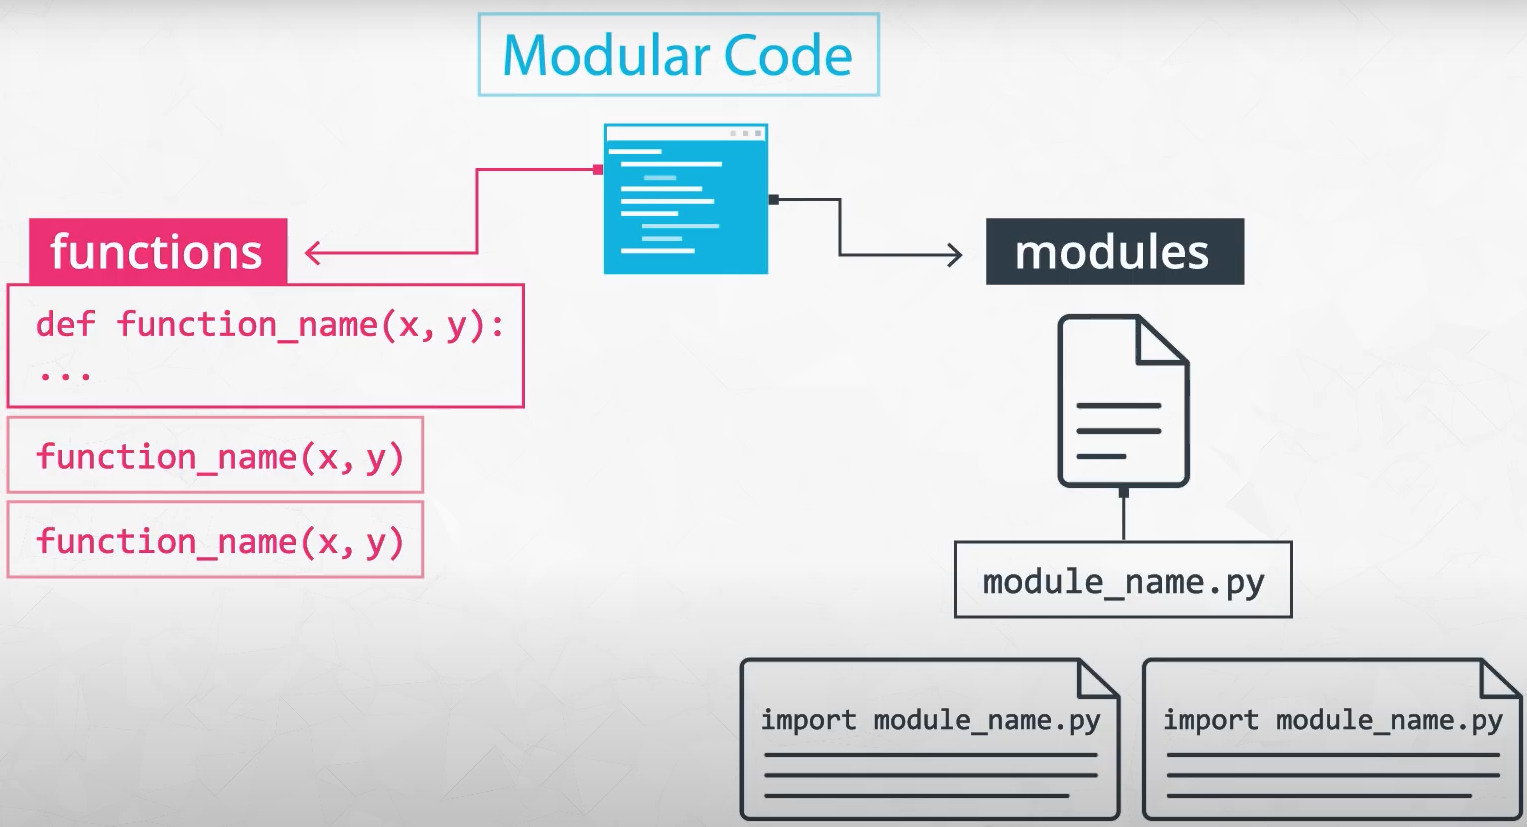 Modular Code
functions
def function_name(x, y):
...
function_name(x, y)
function_name(x, y)
modules
module_name.py
import module_name.py
import module_name.py